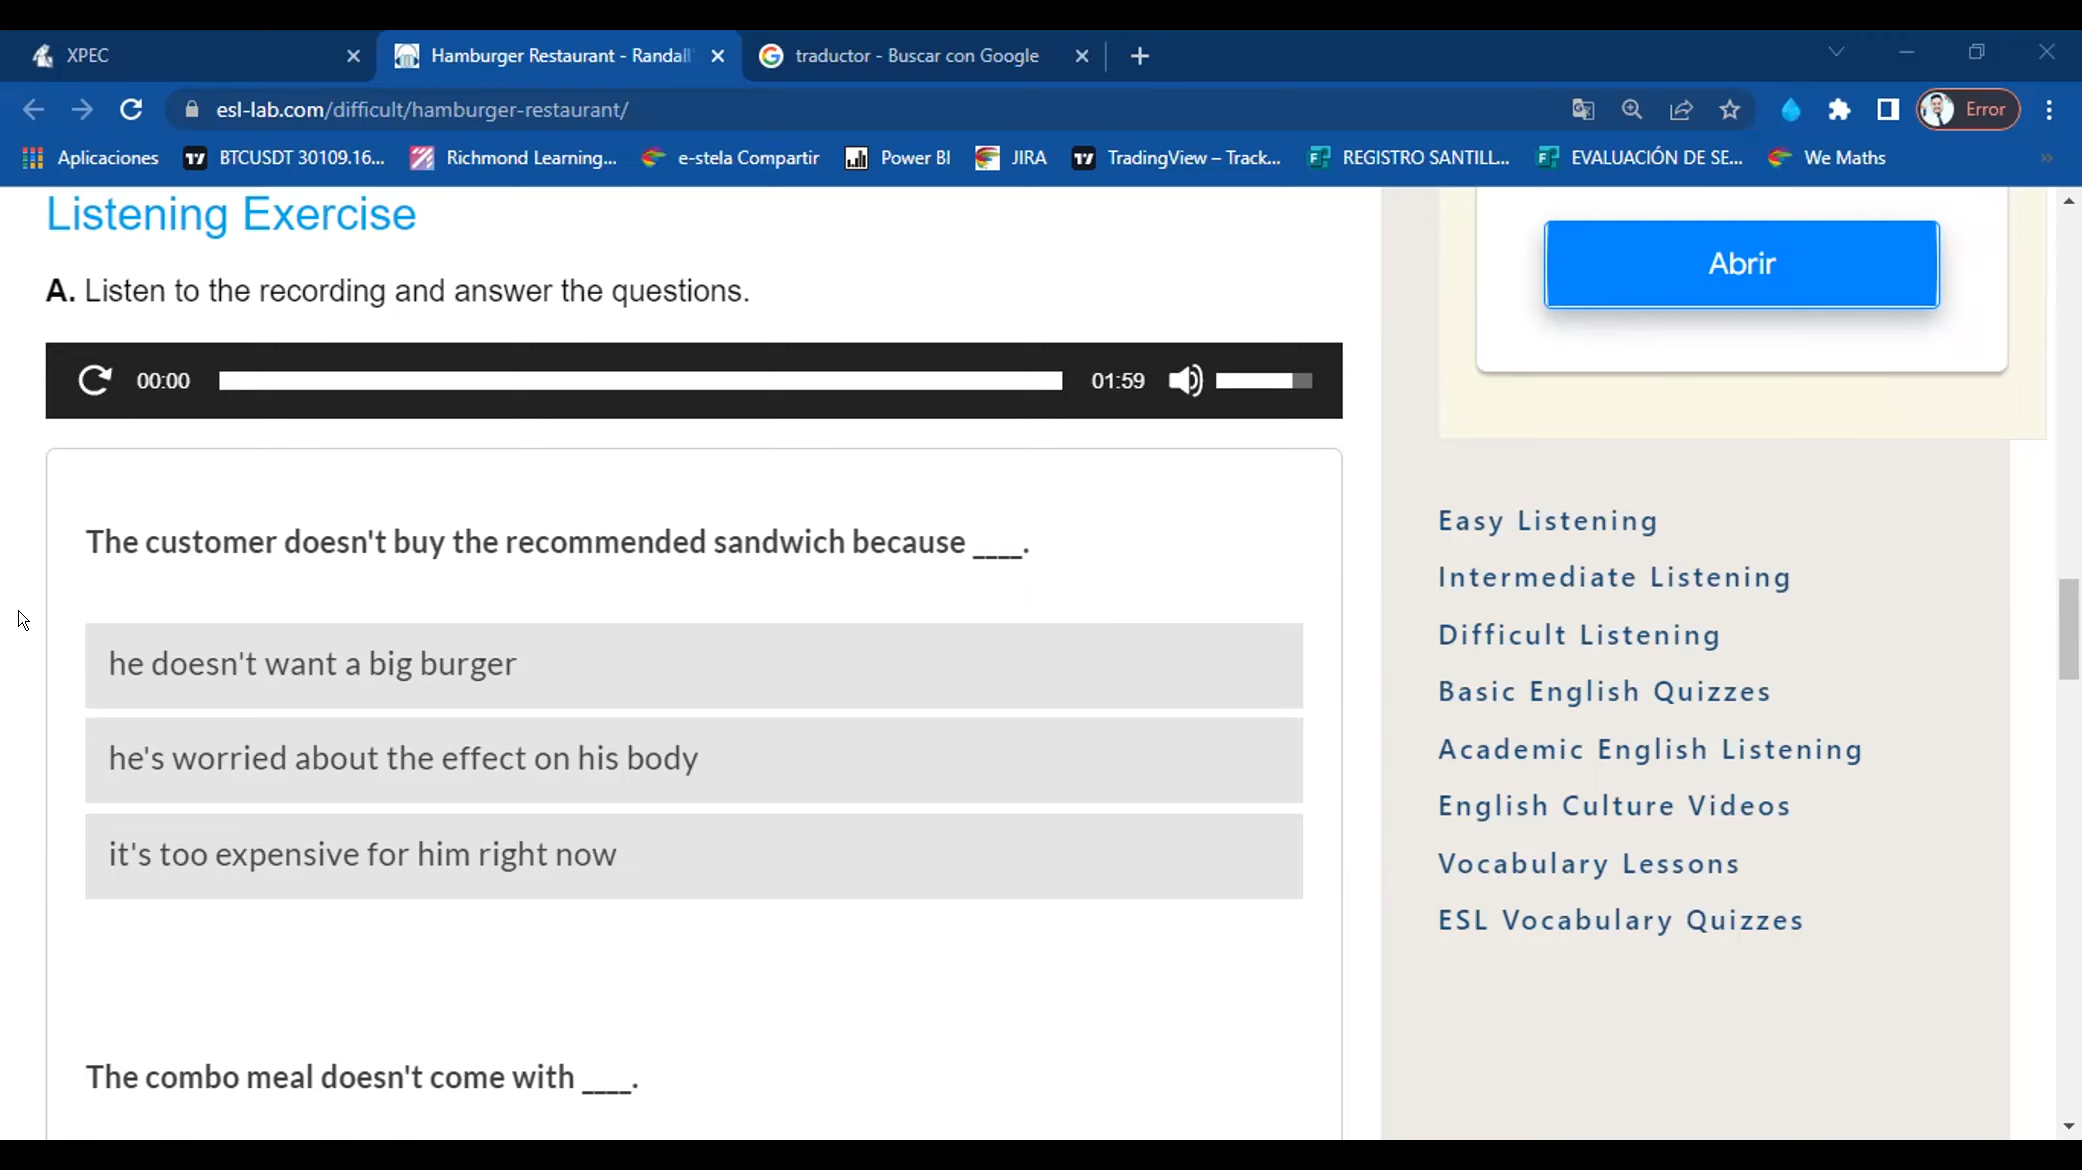 XPEC
Hamburger Restaurant - Randall'
traductor - Buscar con Google
esl-lab.com/difficult/hamburger-restaurant/
Error
Aplicaciones
BTCUSDT 30109.16...
Richmond Learning...
e-stela Compartir
Power BI
JIRA
TradingView – Track...
REGISTRO SANTILL...
EVALUACIÓN DE SE...
We Maths
»
Listening Exercise
A. Listen to the recording and answer the questions.
00:00
01:59
The customer doesn't buy the recommended sandwich because ____.
he doesn't want a big burger
he's worried about the effect on his body
it's too expensive for him right now
The combo meal doesn't come with ____.
Abrir
Easy Listening
Intermediate Listening
Difficult Listening
Basic English Quizzes
Academic English Listening
English Culture Videos
Vocabulary Lessons
ESL Vocabulary Quizzes